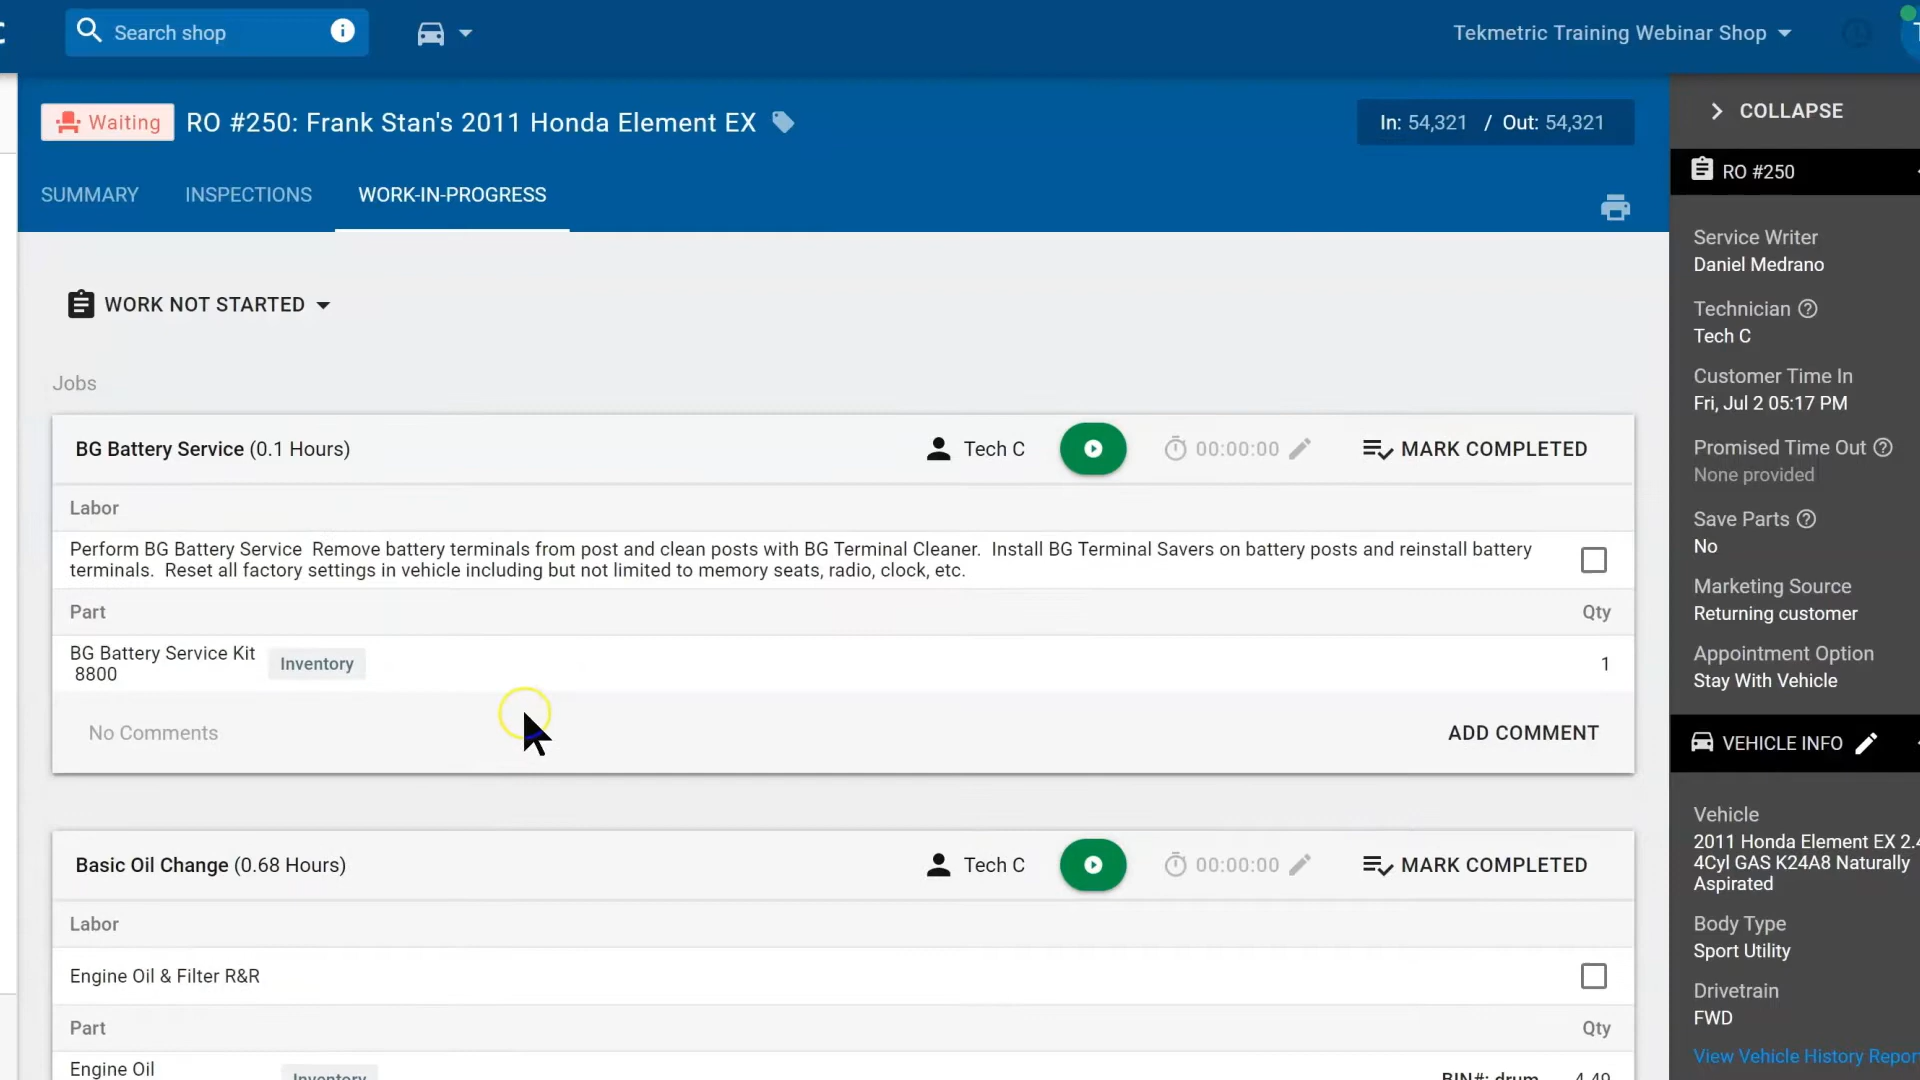 Search shop
Tekmetric Training Webinar Shop
Waiting RO #250: Frank Stan's 2011 Honda Element EX
In: 54,321 / Out: 54,321
COLLAPSE
SUMMARY INSPECTIONS WORK-IN-PROGRESS
RO #250
Service Writer
Daniel Medrano
Technician
Tech C
Customer Time In
Fri, Jul 2 05:17 PM
Promised Time Out
None provided
Save Parts
No
Marketing Source
Returning customer
Appointment Option
Stay With Vehicle
VEHICLE INFO
Vehicle
2011 Honda Element EX
4Cyl GAS K24A8 Naturally
Aspirated
Body Type
Sport Utility
Drivetrain
FWD
View Vehicle History
WORK NOT STARTED
Jobs
BG Battery Service (0.1 Hours) Tech C 00:00:00 MARK COMPLETED
Labor
Perform BG Battery Service  Remove battery terminals from post and clean posts with BG Terminal Cleaner.  Install BG Terminal Savers on battery posts and reinstall battery
terminals.  Reset all factory settings in vehicle including but not limited to memory seats, radio, clock, etc.
Part Qty
BG Battery Service Kit Inventory 1
8800
No Comments ADD COMMENT
Basic Oil Change (0.68 Hours) Tech C 00:00:00 MARK COMPLETED
Labor
Engine Oil & Filter R&R
Part Qty
Engine Oil Inventory BIN#: drum 4.49